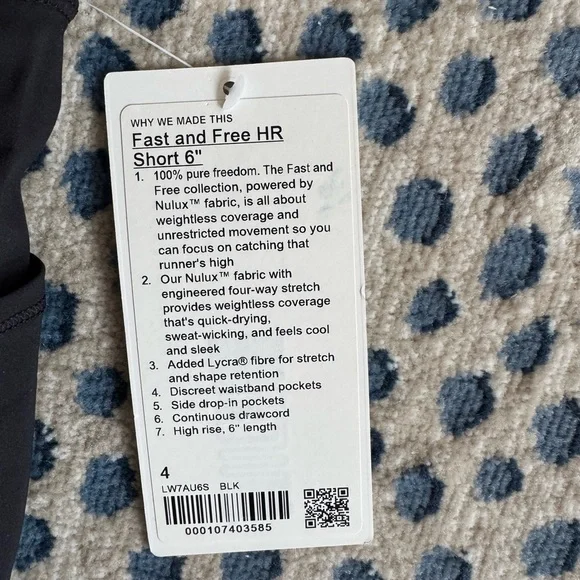 WHY WE MADE THIS
Fast and Free HR
Short 6"
1. 100% pure freedom. The Fast and
Free collection, powered by
Nulux™ fabric, is all about
weightless coverage and
unrestricted movement so you
can focus on catching that
runner's high
2. Our Nulux™ fabric with
engineered four-way stretch
provides weightless coverage
that's quick-drying,
sweat-wicking, and feels cool
and sleek
3. Added Lycra® fibre for stretch
and shape retention
4. Discreet waistband pockets
5. Side drop-in pockets
6. Continuous drawcord
7. High rise, 6" length
4
LW7AU6S BLK
000107403585